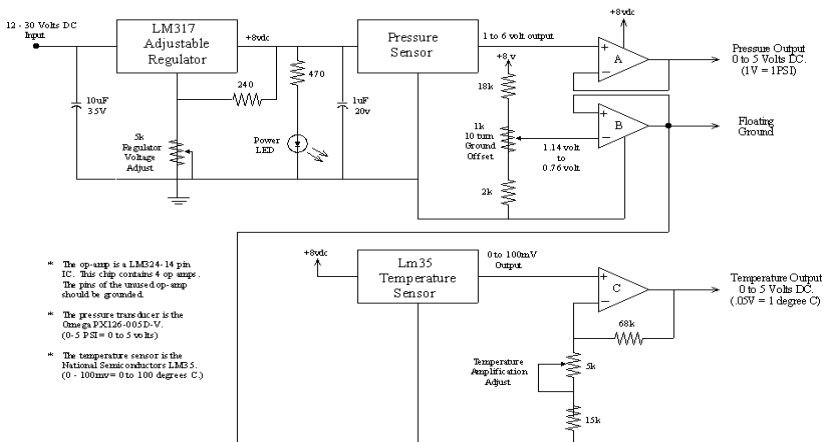 12 - 30 Volts DC
Input
LM317
Adjustable
Regulator
+8vdc
Pressure
Sensor
1 to 6 volt output
+8vdc
A
Pressure Output
0 to 5 Volts DC.
(1V = 1PSI)
10uF
35V
240
470
1uF
20v
+8 v
18k
5k
Regulator
Voltage
Adjust
Power
LED
1k
10 turn
Ground
Offset
1.14 volt
to
0.76 volt
B
Floating
Ground
2k
* The op-amp is a LM324-14 pin
IC. This chip contains 4 op amps.
The pins of the unused op-amp
should be grounded.
* The pressure transducer is the
Omega PX126-005D-V.
(0-5 PSI = 0 to 5 volts)
* The temperature sensor is the
National Semiconductors LM35.
(0 - 100mv = 0 to 100 degrees C.)
+8vdc
Lm35
Temperature
Sensor
0 to 100mV
Output
C
Temperature Output
0 to 5 Volts DC.
(.05V = 1 degree C)
68k
Temperature
Amplification
Adjust
5k
15k